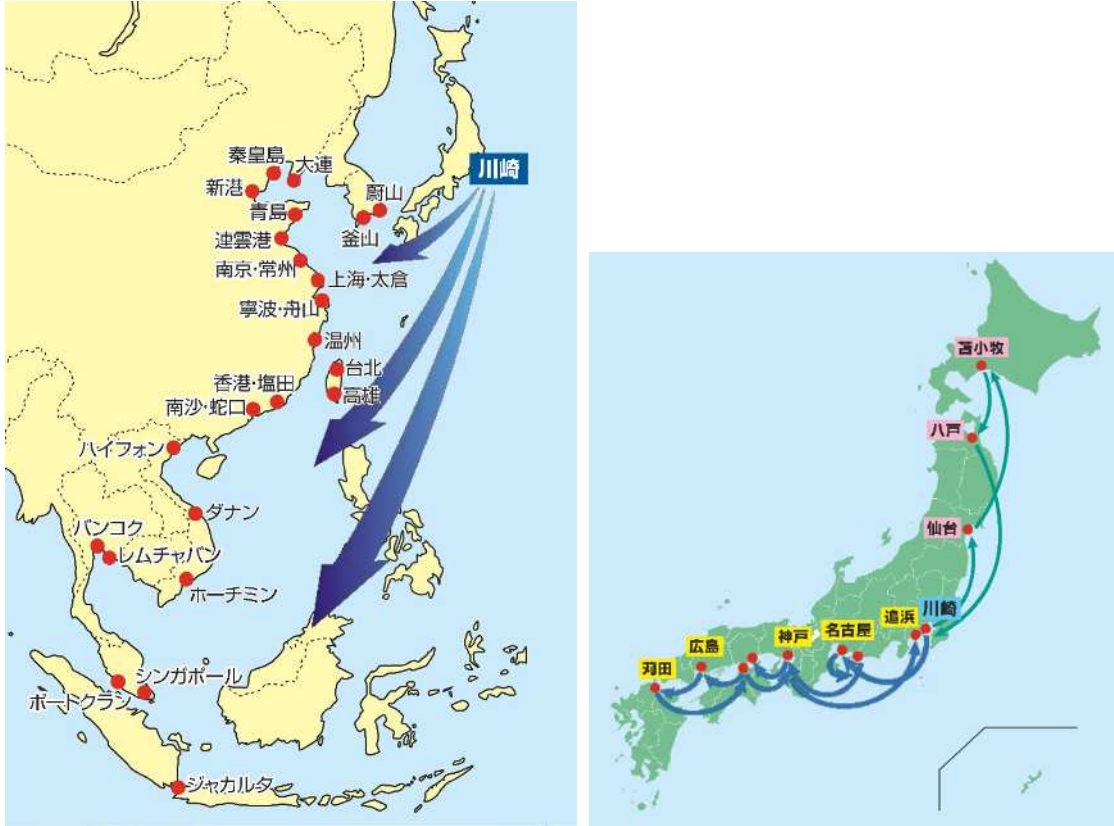 川崎
秦皇島
大連
新港
蔚山
青島
釜山
連雲港
南京・常州
上海・太倉
寧波・舟山
温州
台北
香港・塩田
高雄
南沙・蛇口
ハイフォン
ダナン
バンコク
レムチャバン
ホーチミン
シンガポール
ポートクラン
ジャカルタ
苫小牧
八戸
仙台
川崎
追浜
名古屋
神戸
広島
苅田